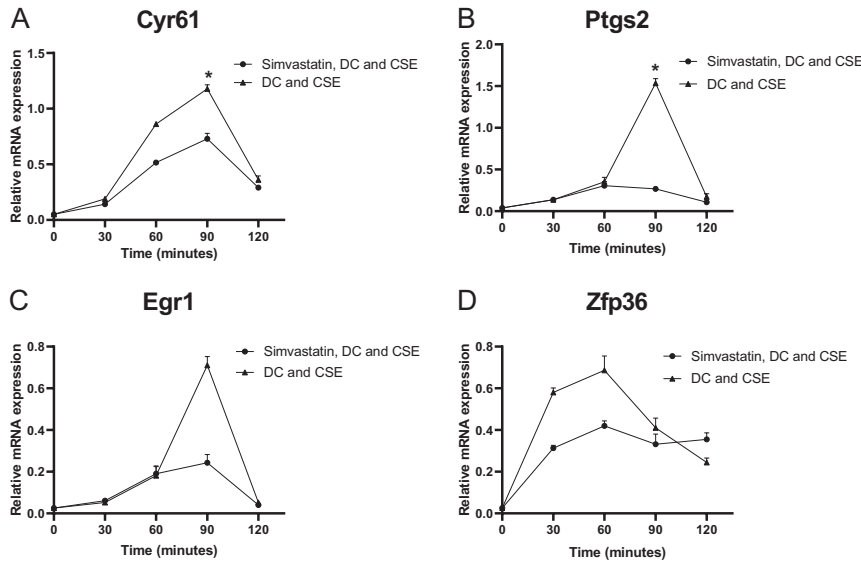 A
Cyr61
Relative mRNA expression
1.5
1.0
0.5
0.0
*
Simvastatin, DC and CSE
DC and CSE
0 30 60 90 120
Time (minutes)
B
Ptgs2
Relative mRNA expression
2.0
1.5
1.0
0.5
0.0
*
Simvastatin, DC and CSE
DC and CSE
0 30 60 90 120
Time (minutes)
C
Egr1
Relative mRNA expression
0.8
0.6
0.4
0.2
0.0
Simvastatin, DC and CSE
DC and CSE
0 30 60 90 120
Time (minutes)
D
Zfp36
Relative mRNA expression
0.8
0.6
0.4
0.2
0.0
Simvastatin, DC and CSE
DC and CSE
0 30 60 90 120
Time (minutes)